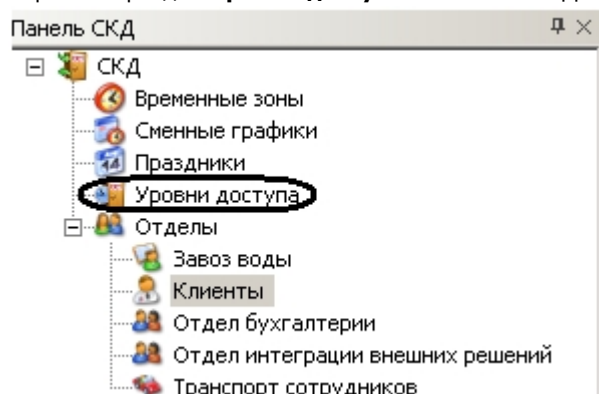 Панель СКД
СКД
Временные зоны
Сменные графики
Праздники
Уровни доступа
Отделы
Завоз воды
Клиенты
Отдел бухгалтерии
Отдел интеграции внешних решений
Транспорт сотрудников